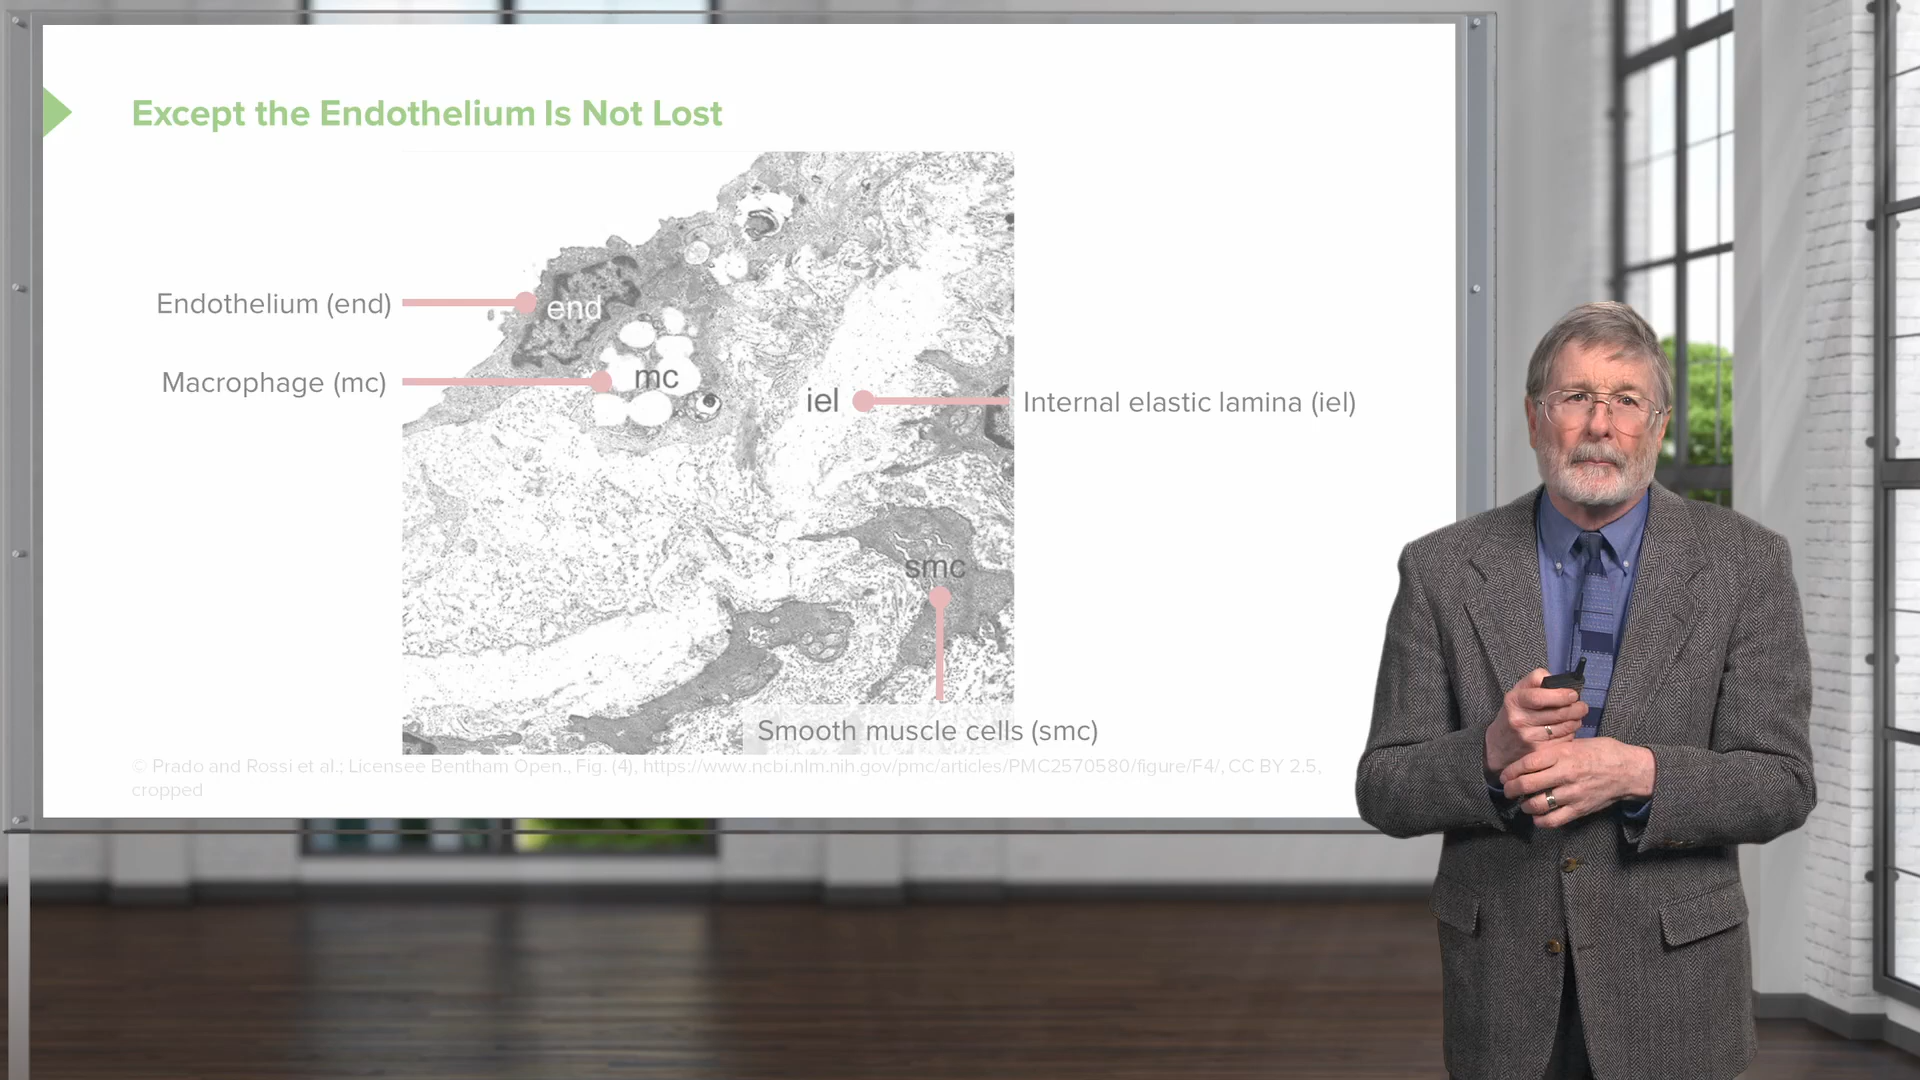 Except the Endothelium Is Not Lost
Endothelium (end)
end
Macrophage (mc)
mc
iel
Internal elastic lamina (iel)
smc
Smooth muscle cells (smc)
© Prado and Rossi et al.; Licensee Bentham Open., Fig. (4), https://www.ncbi.nlm.nih.gov/pmc/articles/PMC2570580/figure/F4/, CC BY 2.5,
cropped